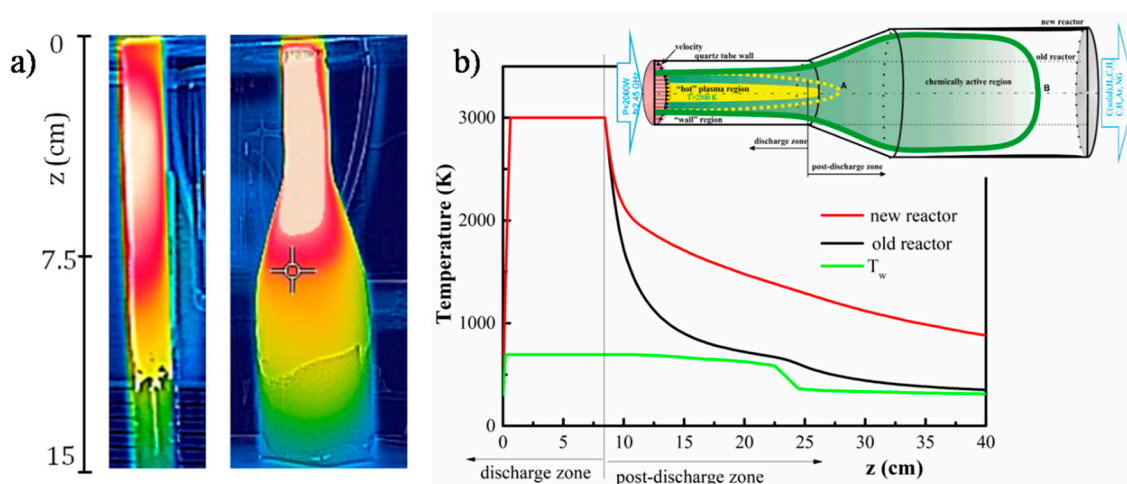 a)
0
z (cm)
7.5
15
b)
new reactor
velocity
quartz tube wall
old reactor
P=2000W
f=2.45 GHz
"hot" plasma region
T>2500 K
A
chemically active region
B
"wall" region
discharge zone
post-discharge zone
Temperature (K)
3000
2000
1000
0
new reactor
old reactor
T_w
0 5 10 15 20 25 30 35 40
z (cm)
discharge zone
post-discharge zone